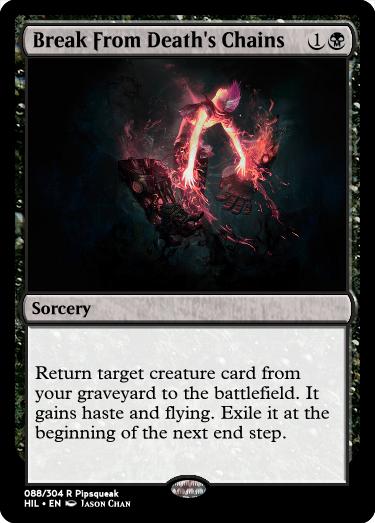 Break From Death's Chains 1
Sorcery
Return target creature card from
your graveyard to the battlefield. It
gains haste and flying. Exile it at the
beginning of the next end step.
088/304 R Pipsqueak
HIL • EN Jason Chan